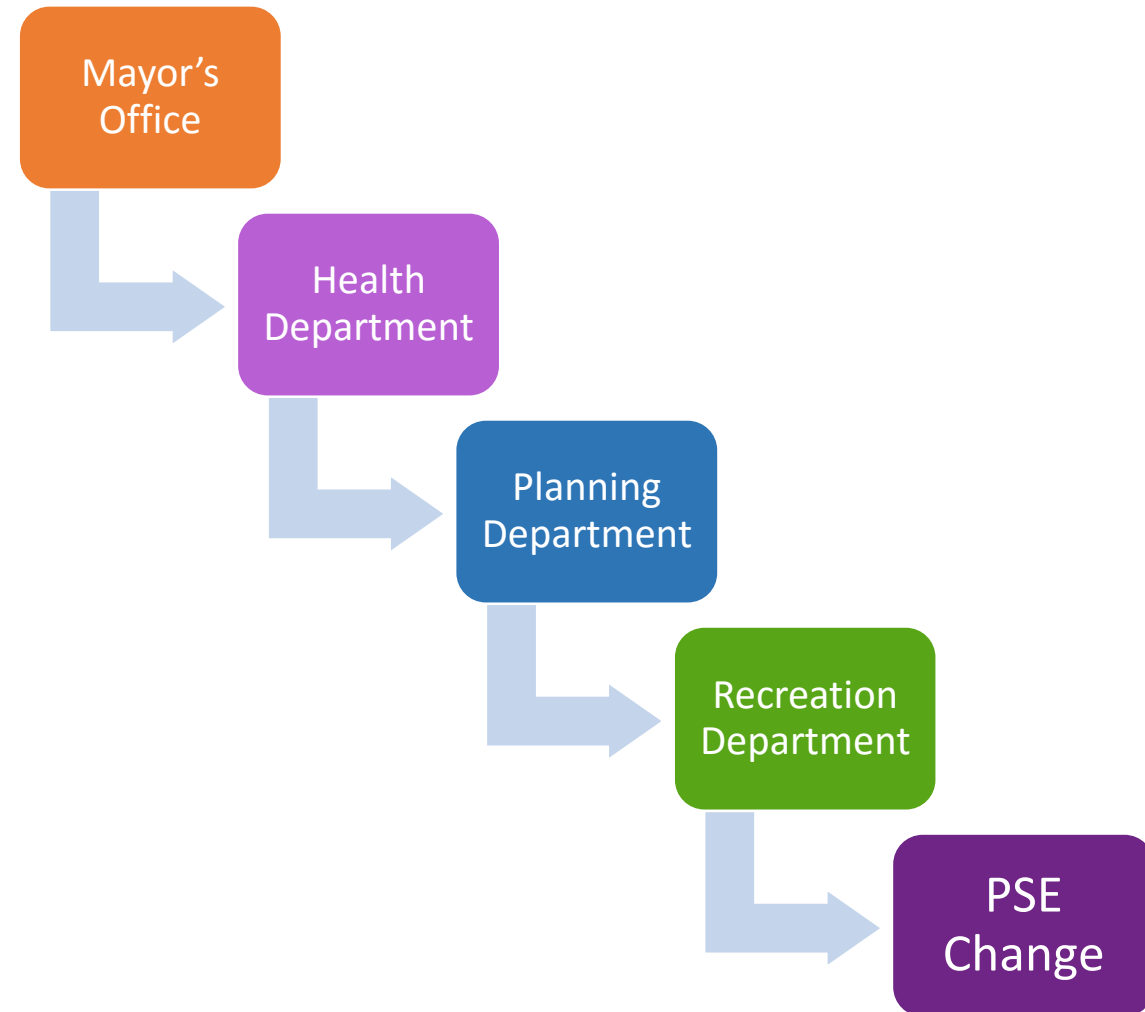 Mayor’s
Office
Health
Department
Planning
Department
Recreation
Department
PSE
Change